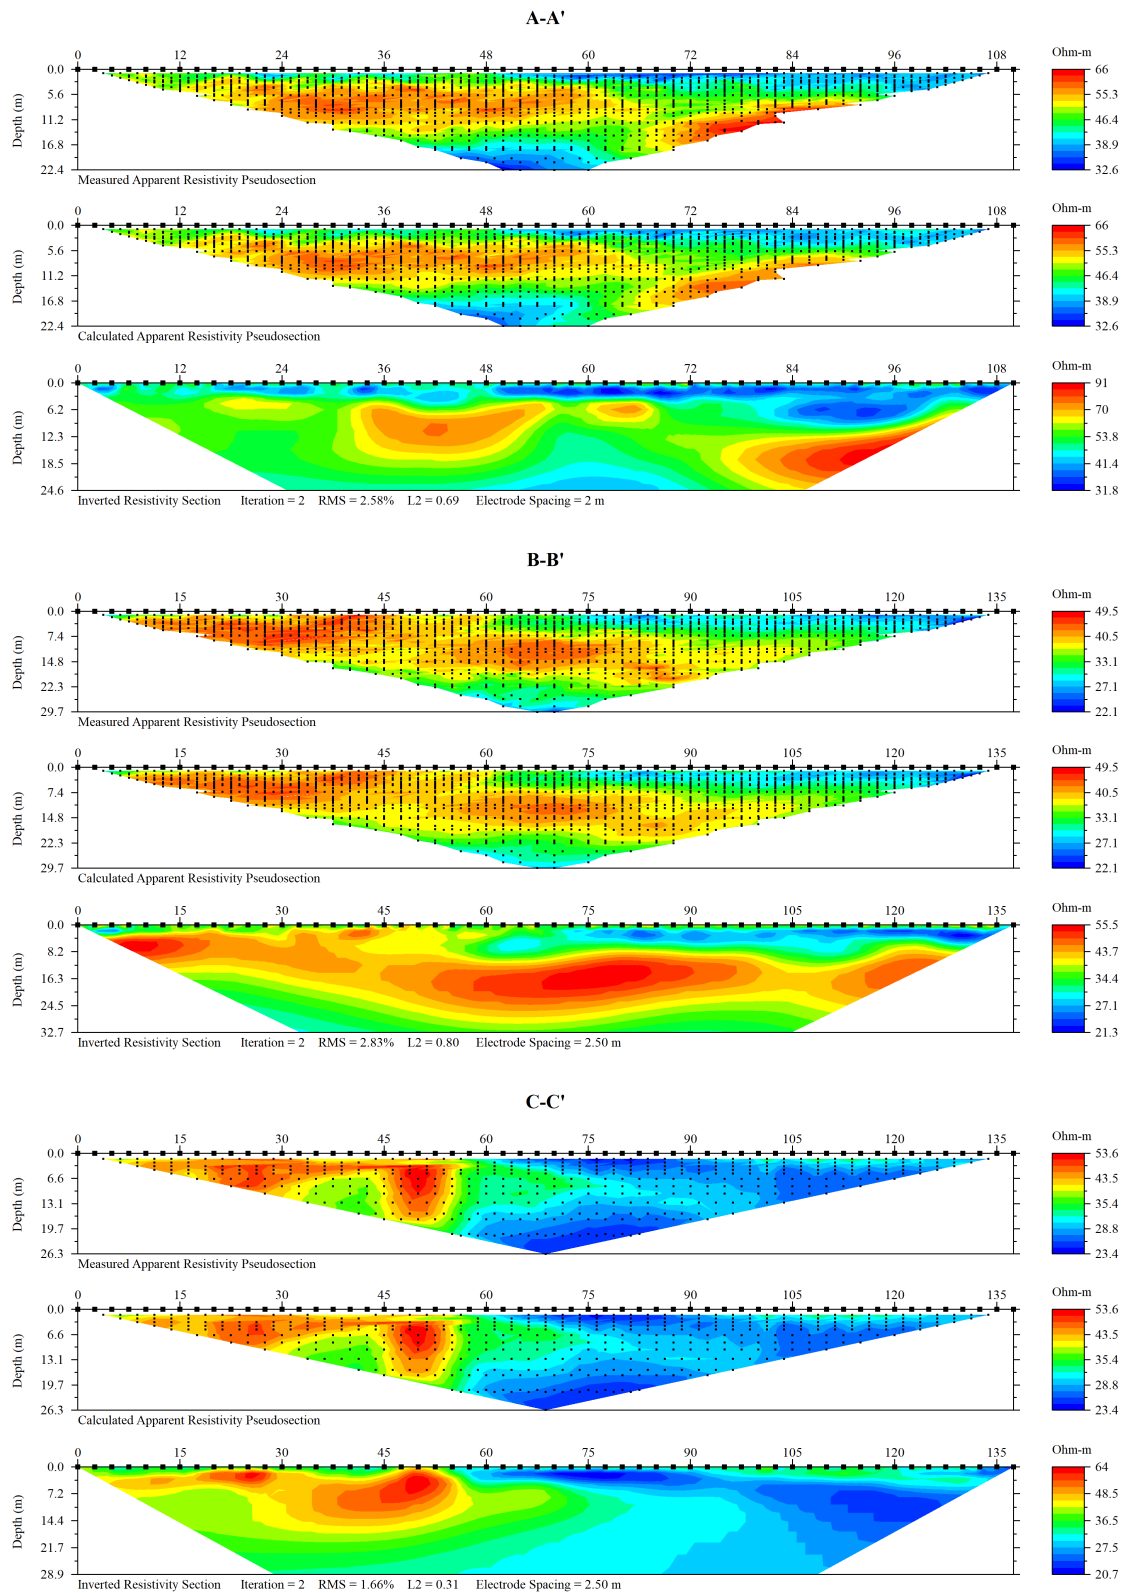 A-A'
0 12 24 36 48 60 72 84 96 108 Ohm-m
Depth (m)
0.0 5.6 11.2 16.8 22.4
66 55.3 46.4 38.9 32.6
Measured Apparent Resistivity Pseudosection
0 12 24 36 48 60 72 84 96 108 Ohm-m
Depth (m)
0.0 5.6 11.2 16.8 22.4
66 55.3 46.4 38.9 32.6
Calculated Apparent Resistivity Pseudosection
0 12 24 36 48 60 72 84 96 108 Ohm-m
Depth (m)
0.0 6.2 12.3 18.5 24.6
91 70 53.8 41.4 31.8
Inverted Resistivity Section Iteration = 2 RMS = 2.58% L2 = 0.69 Electrode Spacing = 2 m
B-B'
0 15 30 45 60 75 90 105 120 135 Ohm-m
Depth (m)
0.0 7.4 14.8 22.3 29.7
49.5 40.5 33.1 27.1 22.1
Measured Apparent Resistivity Pseudosection
0 15 30 45 60 75 90 105 120 135 Ohm-m
Depth (m)
0.0 7.4 14.8 22.3 29.7
49.5 40.5 33.1 27.1 22.1
Calculated Apparent Resistivity Pseudosection
0 15 30 45 60 75 90 105 120 135 Ohm-m
Depth (m)
0.0 8.2 16.3 24.5 32.7
55.5 43.7 34.4 27.1 21.3
Inverted Resistivity Section Iteration = 2 RMS = 2.83% L2 = 0.80 Electrode Spacing = 2.50 m
C-C'
0 15 30 45 60 75 90 105 120 135 Ohm-m
Depth (m)
0.0 6.6 13.1 19.7 26.3
53.6 43.5 35.4 28.8 23.4
Measured Apparent Resistivity Pseudosection
0 15 30 45 60 75 90 105 120 135 Ohm-m
Depth (m)
0.0 6.6 13.1 19.7 26.3
53.6 43.5 35.4 28.8 23.4
Calculated Apparent Resistivity Pseudosection
0 15 30 45 60 75 90 105 120 135 Ohm-m
Depth (m)
0.0 7.2 14.4 21.7 28.9
64 48.5 36.5 27.5 20.7
Inverted Resistivity Section Iteration = 2 RMS = 1.66% L2 = 0.31 Electrode Spacing = 2.50 m